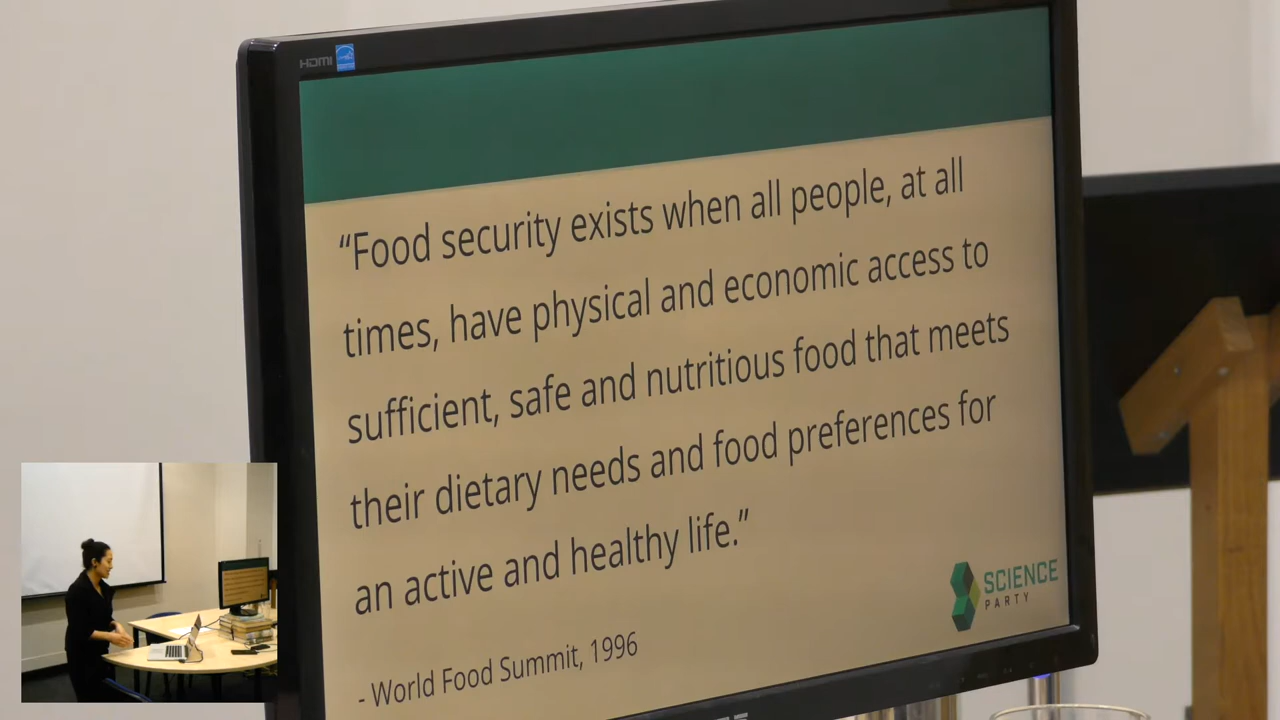 HDMI
“Food security exists when all people, at all
times, have physical and economic access to
sufficient, safe and nutritious food that meets
their dietary needs and food preferences for
an active and healthy life.”
- World Food Summit, 1996
SCIENCE
PARTY